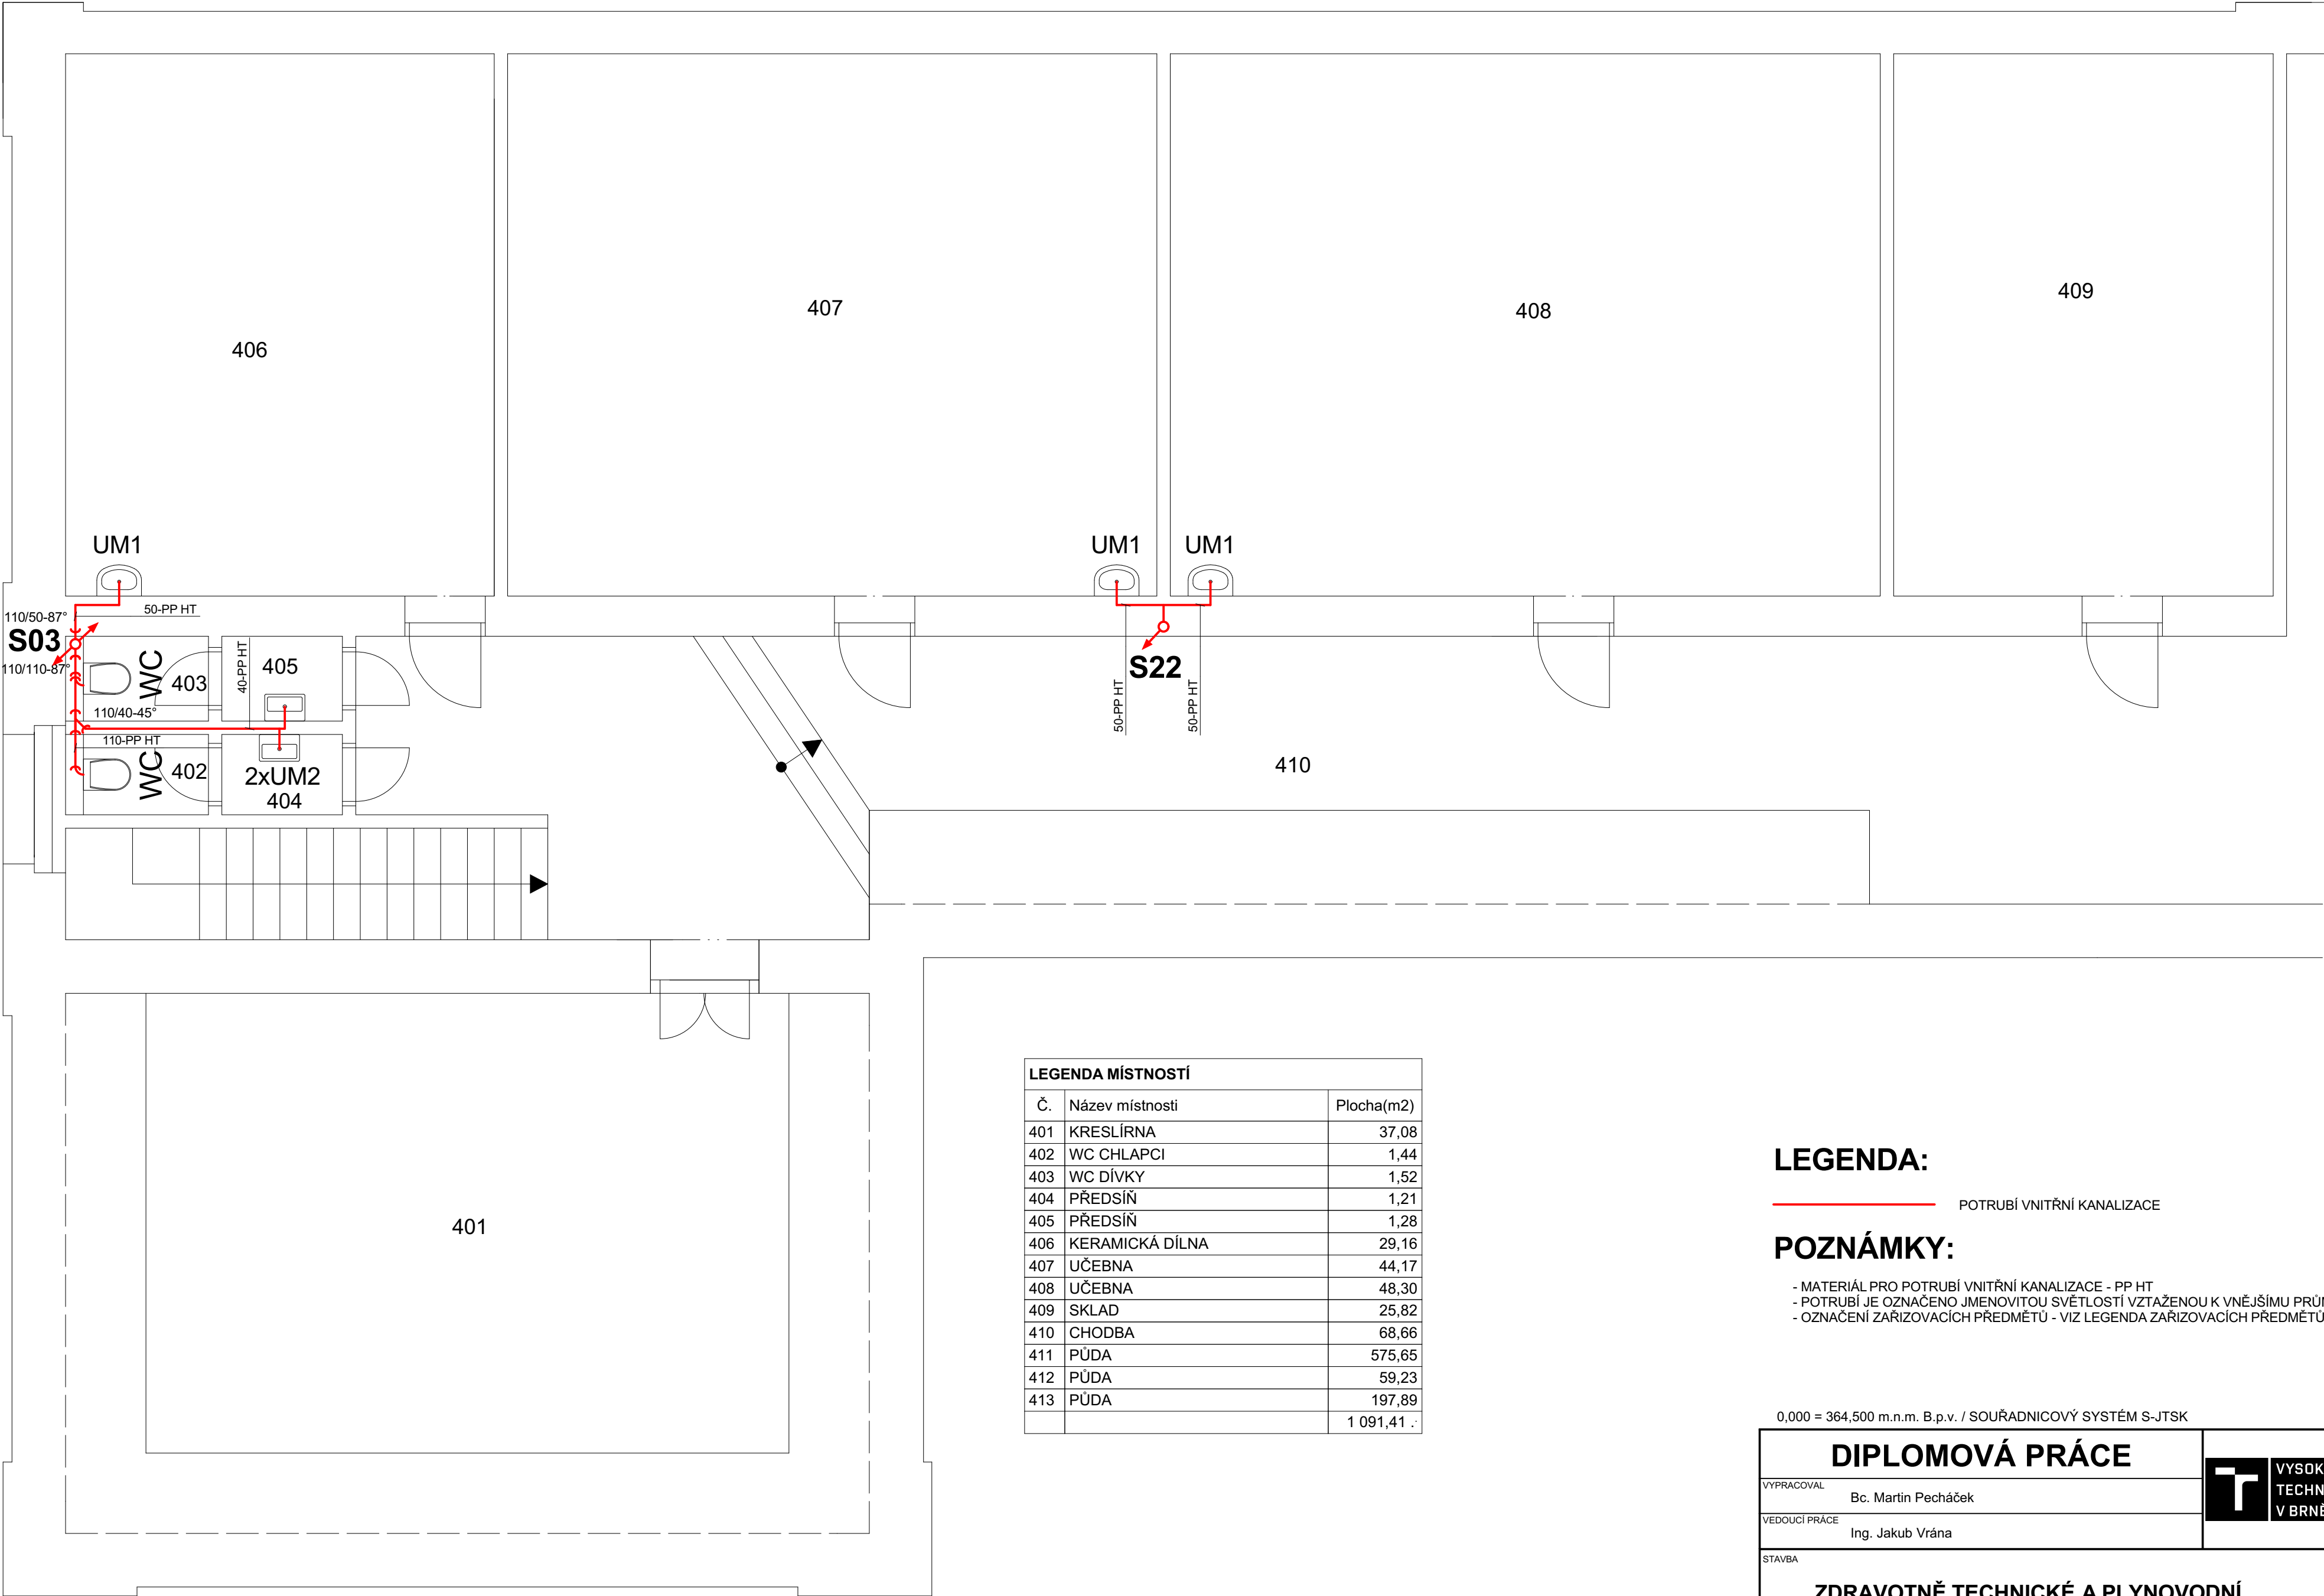 406
407
408
409
UM1
UM1
UM1
110/50-87°
50-PP HT
S03
110/110-87°
WC
403
40-PP HT
405
S22
50-PP HT
50-PP HT
110/40-45°
110-PP HT
WC
402
2xUM2
404
410
401
LEGENDA MÍSTNOSTÍ
Č. Název místnosti Plocha(m2)
401 KRESLÍRNA 37,08
402 WC CHLAPCI 1,44
403 WC DÍVKY 1,52
404 PŘEDSÍŇ 1,21
405 PŘEDSÍŇ 1,28
406 KERAMICKÁ DÍLNA 29,16
407 UČEBNA 44,17
408 UČEBNA 48,30
409 SKLAD 25,82
410 CHODBA 68,66
411 PŮDA 575,65
412 PŮDA 59,23
413 PŮDA 197,89
1 091,41
LEGENDA:
POTRUBÍ VNITŘNÍ KANALIZACE
POZNÁMKY:
- MATERIÁL PRO POTRUBÍ VNITŘNÍ KANALIZACE - PP HT
- POTRUBÍ JE OZNAČENO JMENOVITOU SVĚTLOSTÍ VZTAŽENOU K VNĚJŠÍMU
- OZNAČENÍ ZAŘIZOVACÍCH PŘEDMĚTŮ - VIZ LEGENDA ZAŘIZOVACÍCH PŘEDMĚTŮ
0,000 = 364,500 m.n.m. B.p.v. / SOUŘADNICOVÝ SYSTÉM S-JTSK
DIPLOMOVÁ PRÁCE
VYPRACOVAL
Bc. Martin Pecháček
VEDOUCÍ PRÁCE
Ing. Jakub Vrána
VYSOK
TECHN
V BRNĚ
STAVBA
ZDRAVOTNĚ TECHNICKÉ A PLYNOVODNÍ